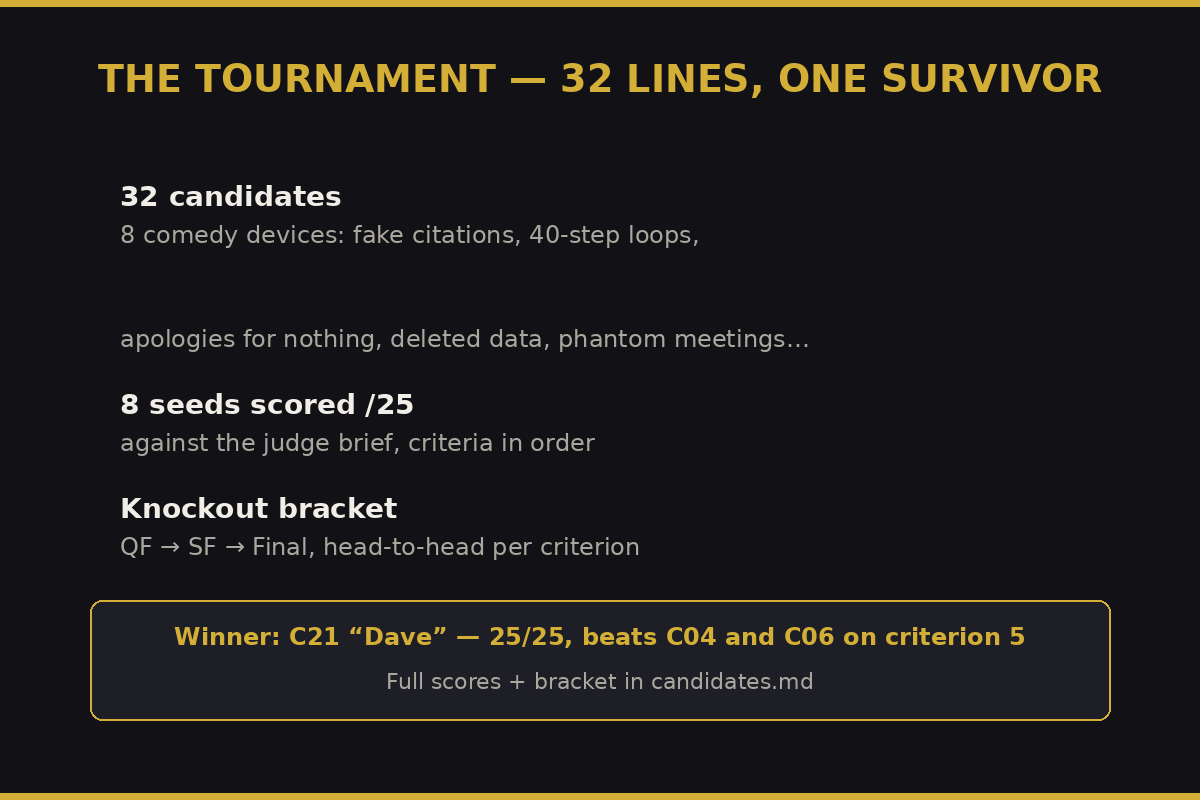 THE TOURNAMENT — 32 LINES, ONE SURVIVOR
32 candidates
8 comedy devices: fake citations, 40-step loops,
apologies for nothing, deleted data, phantom meetings…
8 seeds scored /25
against the judge brief, criteria in order
Knockout bracket
QF → SF → Final, head-to-head per criterion
Winner: C21 “Dave” — 25/25, beats C04 and C06 on criterion 5
Full scores + bracket in candidates.md